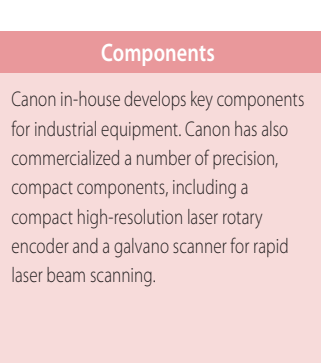 Components
Canon in-house develops key components
for industrial equipment. Canon has also
commercialized a number of precision,
compact components, including a
compact high-resolution laser rotary
encoder and a galvano scanner for rapid
laser beam scanning.